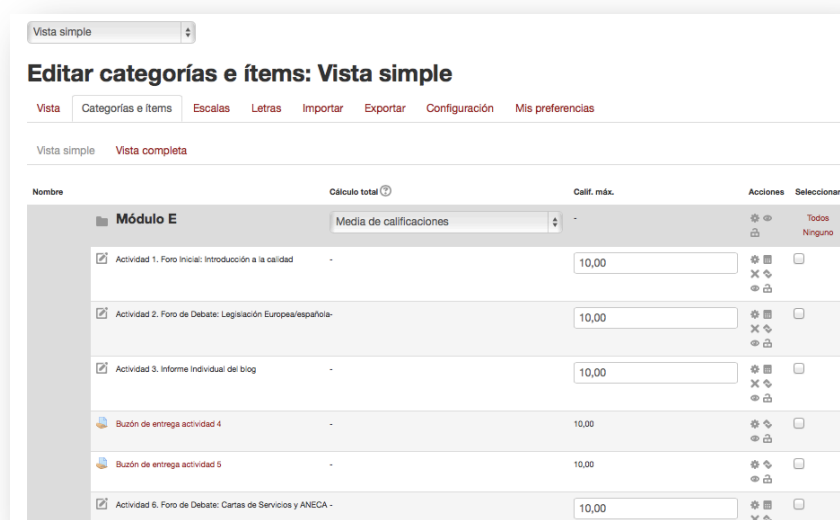 Vista simple
Editar categorías e ítems: Vista simple
Vista Categorías e ítems Escalas Letras Importar Exportar Configuración Mis preferencias
Vista simple Vista completa
Nombre Cálculo total Calif. máx. Acciones Seleccionar
Módulo E Media de calificaciones - Todos
Ninguno
Actividad 1. Foro Inicial: Introducción a la calidad - 10,00
Actividad 2. Foro de Debate: Legislación Europea/española- 10,00
Actividad 3. Informe Individual del blog - 10,00
Buzón de entrega actividad 4 - 10,00
Buzón de entrega actividad 5 - 10,00
Actividad 6. Foro de Debate: Cartas de Servicios y ANECA - 10,00